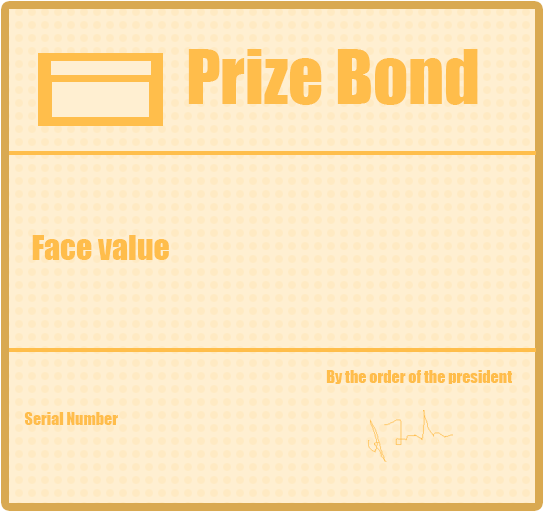 Prize Bond
Face value
By the order of the president
Serial Number